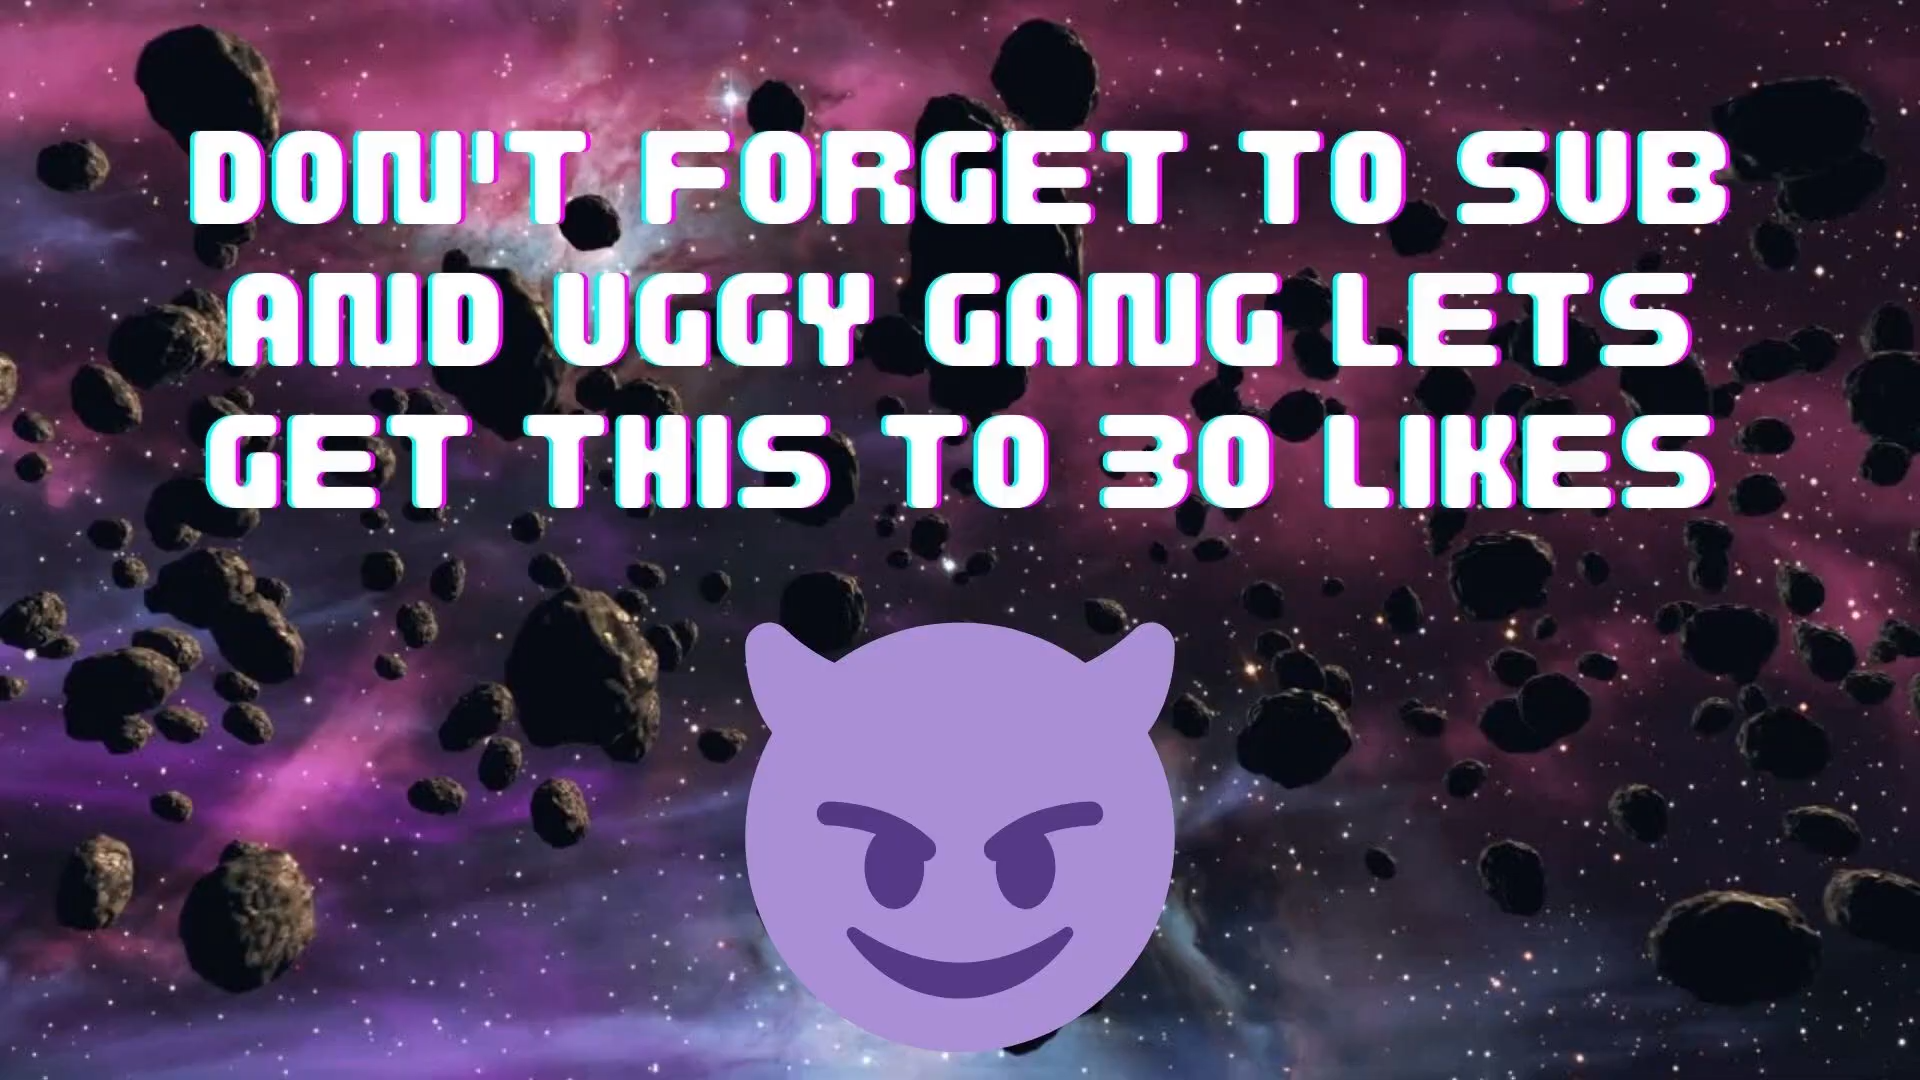 DON'T FORGET TO SUB
AND UGGY GANG LETS
GET THIS TO 30 LIKES